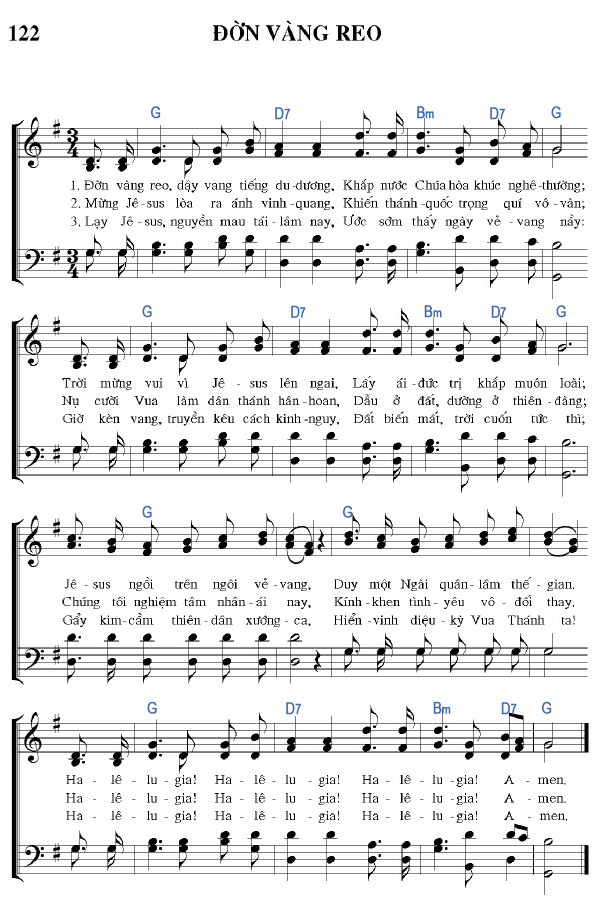 122 ĐỜN VÀNG REO
G D7 Bm D7 G
1. Đờn vàng reo, dậy vang tiếng du-dương, Khắp nước Chúa hòa khúc nghê-thường;
2. Mừng Jê-sus lòa ra ánh vinh-quang, Khiến thánh-quốc trọng quí vô-vàn;
3. Lạy Jê-sus, nguyền mau tái-lâm nay, Ước sớm thấy ngày vẻ-vang nầy:
G D7 Bm D7 G
Trời mừng vui vì Jê-sus lên ngai, Lấy ái-đức trị khắp muôn loài;
Nụ cười Vua làm dân thánh hân-hoan, Dẫu ở đất, dường ở thiên-đàng;
Giờ kèn vang, truyền kêu cách kinh-nguy, Đất biến mất, trời cuốn tức thì;
G G
Jê-sus ngồi trên ngôi vẻ-vang, Duy một Ngài quân-lâm thế-gian.
Chúng tôi nghiệm tâm nhân-ái nay, Kính-khen tình-yêu vô-đối thay,
Gẩy kim-cầm thiên-dân xướng-ca, Hiển-vinh diệu-kỳ Vua Thánh ta!
G D7 Bm D7 G
Ha-lê-lu-gia! Ha-lê-lu-gia! Ha-lê-lu-gia! A-men.
Ha-lê-lu-gia! Ha-lê-lu-gia! Ha-lê-lu-gia! A-men.
Ha-lê-lu-gia! Ha-lê-lu-gia! Ha-lê-lu-gia! A-men.